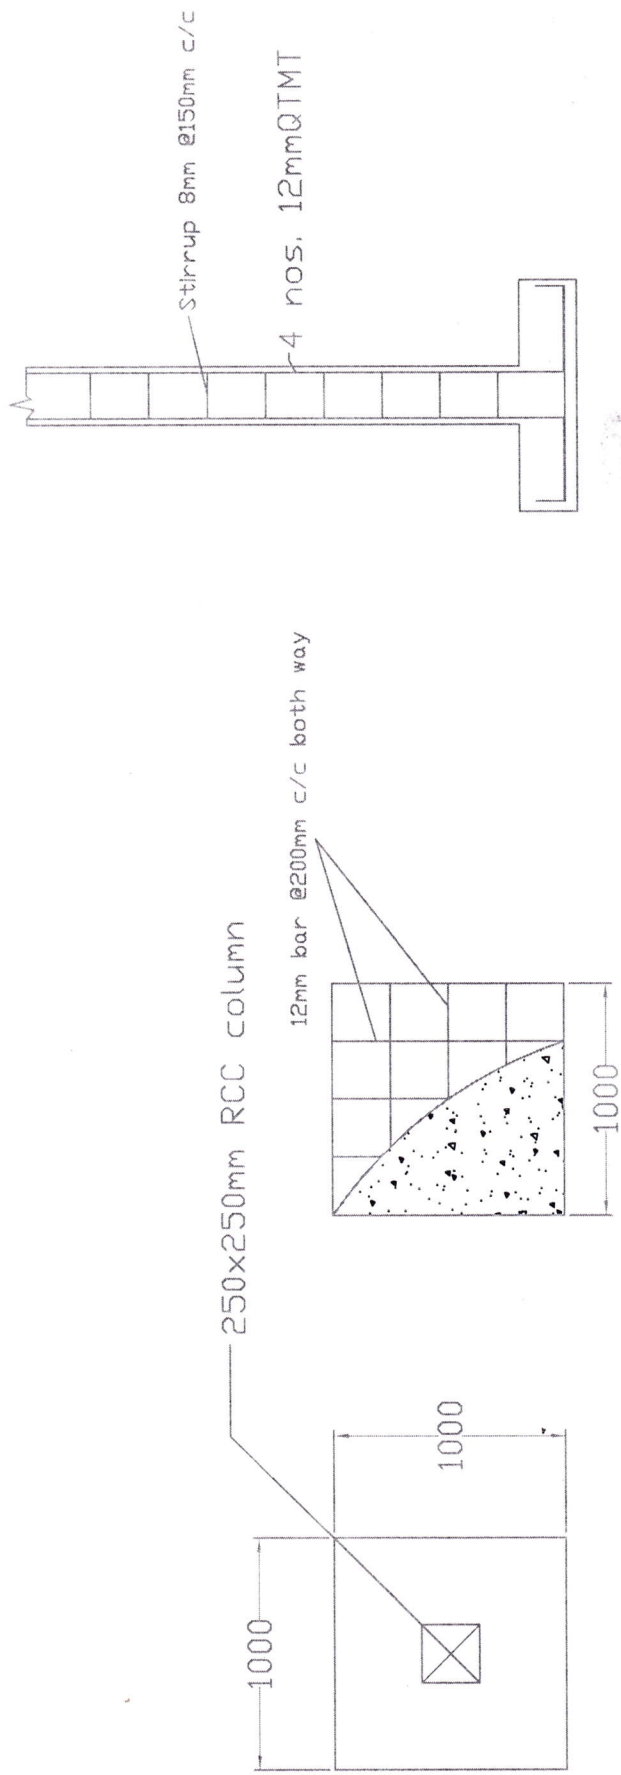 1000
1000
250x250mm RCC column
1000
12mm bar @200mm c/c both way
Stirrup 8mm @150mm c/c
4 nos. 12mmQTMT